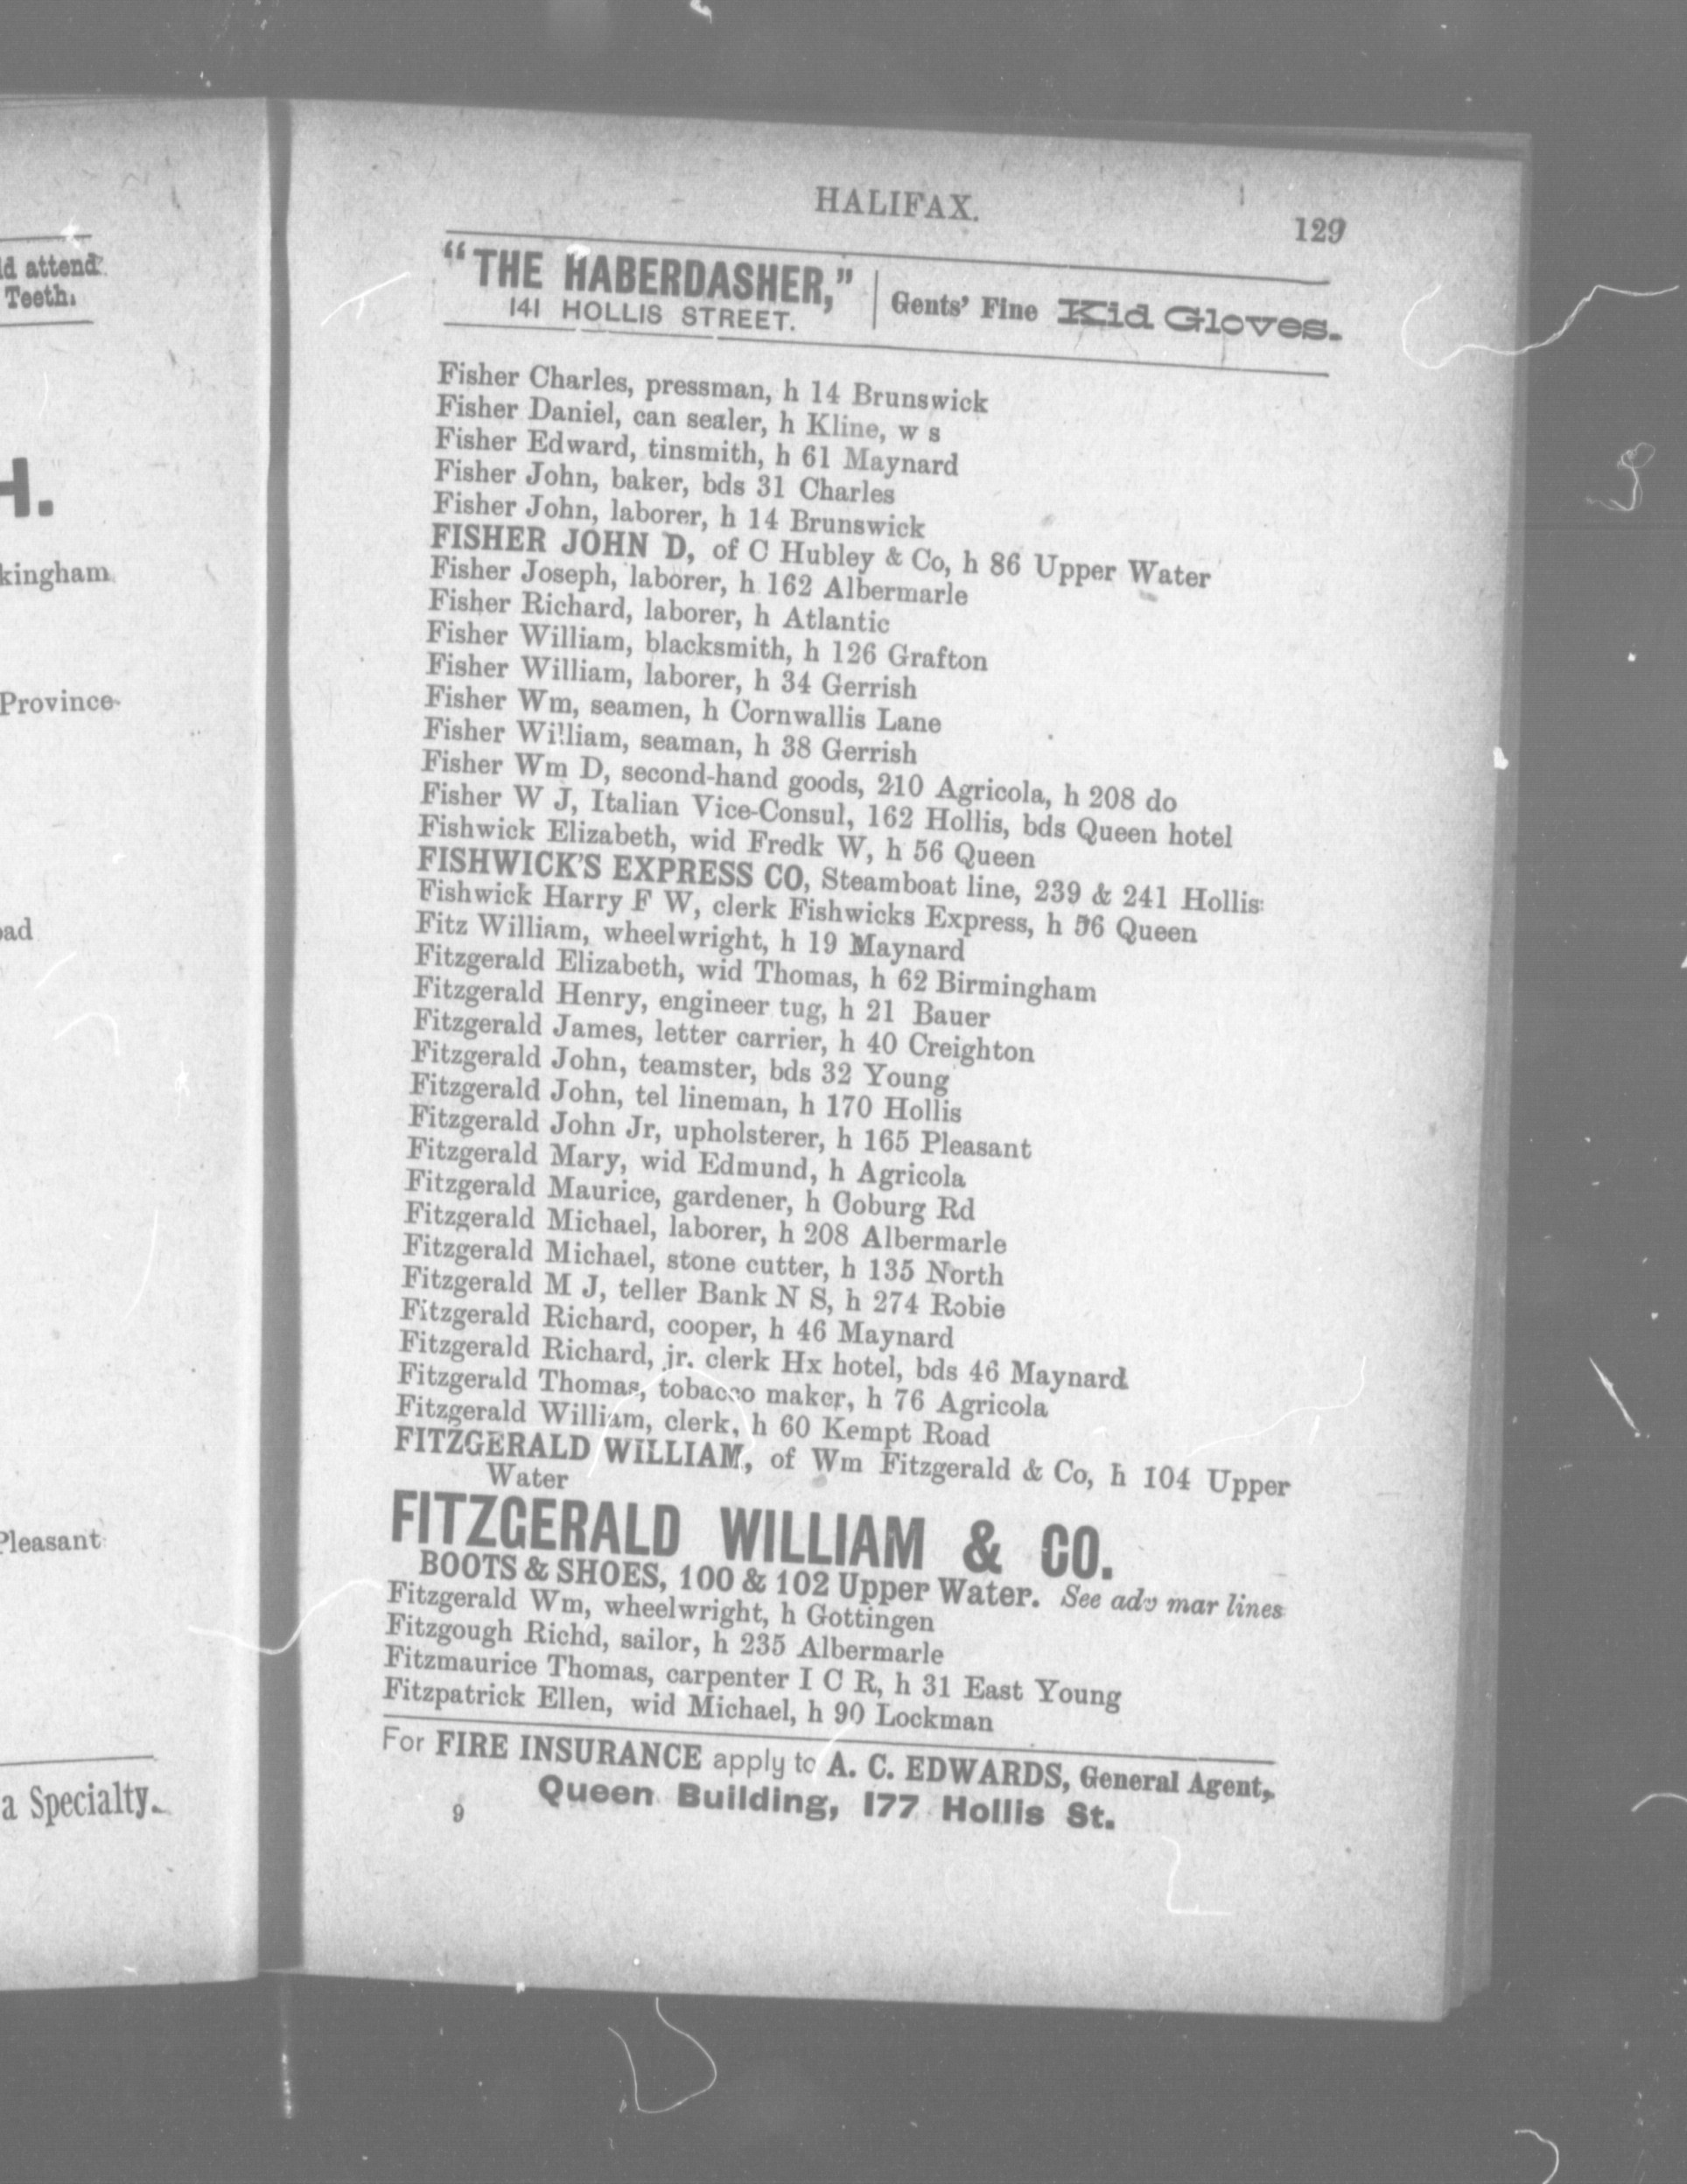 ld attend
Teeth.
H.
kingham
Province
oad
Pleasant
a Specialty.
HALIFAX.
129
"THE HABERDASHER,"
141 HOLLIS STREET.
Gents' Fine Kid Gloves.
Fisher Charles, pressman, h 14 Brunswick
Fisher Daniel, can sealer, h Kline, w s
Fisher Edward, tinsmith, h 61 Maynard
Fisher John, baker, bds 31 Charles
Fisher John, laborer, h 14 Brunswick
FISHER JOHN D, of C Hubley & Co, h 86 Upper Water
Fisher Joseph, laborer, h 162 Albermarle
Fisher Richard, laborer, h Atlantic
Fisher William, blacksmith, h 126 Grafton
Fisher William, laborer, h 34 Gerrish
Fisher Wm, seamen, h Cornwallis Lane
Fisher William, seaman, h 38 Gerrish
Fisher Wm D, second-hand goods, 210 Agricola, h 208 do
Fisher W J, Italian Vice-Consul, 162 Hollis, bds Queen hotel
Fishwick Elizabeth, wid Fredk W, h 56 Queen
FISHWICK'S EXPRESS CO, Steamboat line, 239 & 241 Hollis
Fishwick Harry F W, clerk Fishwicks Express, h 56 Queen
Fitz William, wheelwright, h 19 Maynard
Fitzgerald Elizabeth, wid Thomas, h 62 Birmingham
Fitzgerald Henry, engineer tug, h 21 Bauer
Fitzgerald James, letter carrier, h 40 Creighton
Fitzgerald John, teamster, bds 32 Young
Fitzgerald John, tel lineman, h 170 Hollis
Fitzgerald John Jr, upholsterer, h 165 Pleasant
Fitzgerald Mary, wid Edmund, h Agricola
Fitzgerald Maurice, gardener, h Coburg Rd
Fitzgerald Michael, laborer, h 208 Albermarle
Fitzgerald Michael, stone cutter, h 135 North
Fitzgerald M J, teller Bank N S, h 274 Robie
Fitzgerald Richard, cooper, h 46 Maynard
Fitzgerald Richard, jr. clerk Hx hotel, bds 46 Maynard
Fitzgerald Thomas, tobacco maker, h 76 Agricola
Fitzgerald William, clerk, h 60 Kempt Road
FITZGERALD WILLIAM, of Wm Fitzgerald & Co, h 104 Upper
Water
FITZGERALD WILLIAM & CO.
BOOTS & SHOES, 100 & 102 Upper Water. See adv mar lines
Fitzgerald Wm, wheelwright, h Gottingen
Fitzgough Richd, sailor, h 235 Albermarle
Fitzmaurice Thomas, carpenter I C R, h 31 East Young
Fitzpatrick Ellen, wid Michael, h 90 Lockman
For FIRE INSURANCE apply to A. C. EDWARDS, General Agent,
Queen Building, 177 Hollis St.
9